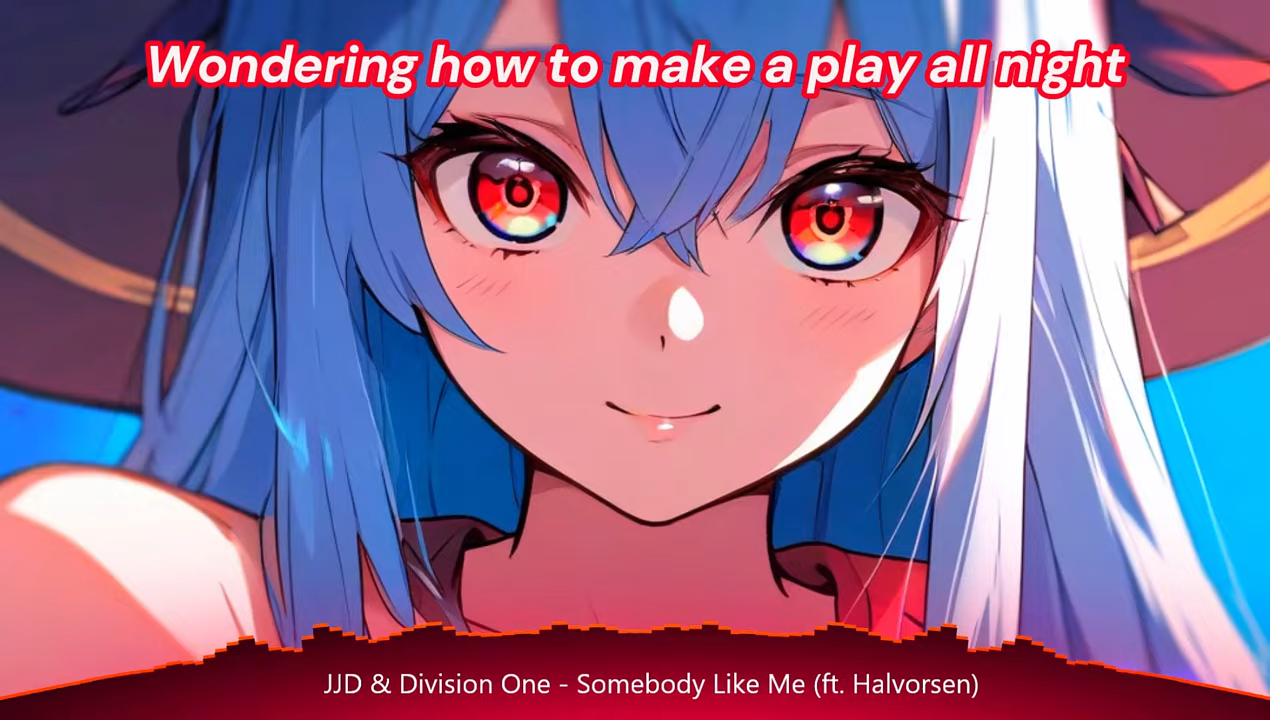 Wondering how to make a play all night
JJD & Division One - Somebody Like Me (ft. Halvorsen)